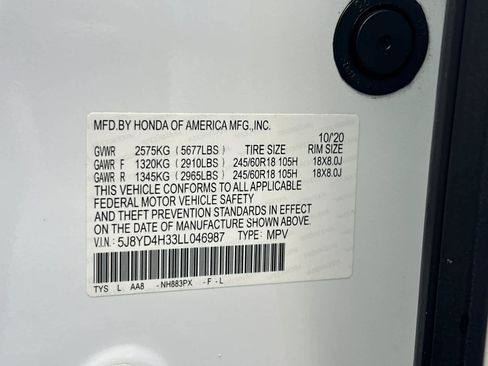 MFD.BY HONDA OF AMERICA MFG.,INC.
10/'20
GVWR 2575KG (5677LBS) TIRE SIZE RIM SIZE
GAWR F 1320KG (2910LBS) 245/60R18 105H 18X8.0J
GAWR R 1345KG (2965LBS) 245/60R18 105H 18X8.0J
THIS VEHICLE CONFORMS TO ALL APPLICABLE
FEDERAL MOTOR VEHICLE SAFETY
AND THEFT PREVENTION STANDARDS IN EFFECT
ON THE DATE OF MANUFACTURE SHOWN ABOVE.
V.I.N: 5J8YD4H33LL046987 TYPE: MPV
TYS L AA8 -NH883PX -F -L